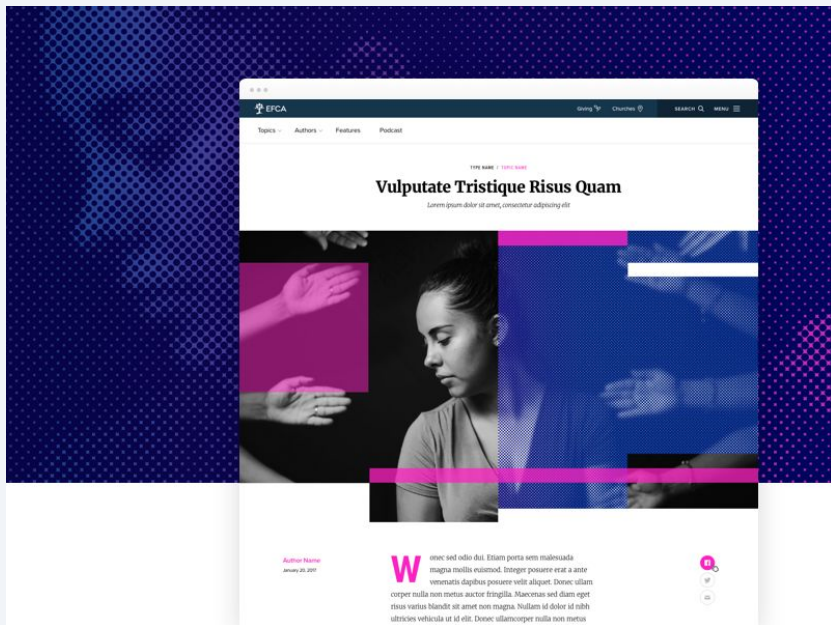 EFCA
Giving
Churches
SEARCH
MENU
Topics
Authors
Features
Podcast
TYPE NAME / TOPIC NAME
Vulputate Tristique Risus Quam
Lorem ipsum dolor sit amet, consectetur adipiscing elit
Author Name
January 20, 2017
Wonec sed odio dui. Etiam porta sem malesuada
magna mollis euismod. Integer posuere erat a ante
venenatis dapibus posuere velit aliquet. Donec ullam
corper nulla non metus auctor fringilla. Maecenas sed diam eget
risus varius blandit sit amet non magna. Nullam id dolor id nibh
ultricies vehicula ut id elit. Donec ullamcorper nulla non metus